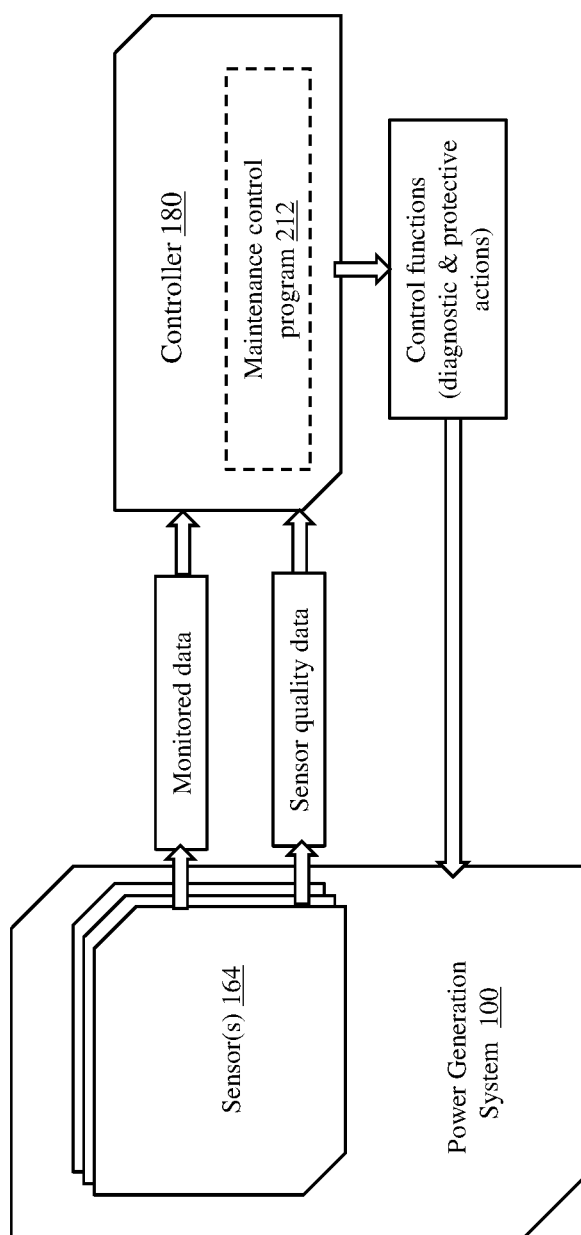 Sensor(s) 164
Power Generation
System 100
Monitored data
Sensor quality data
Controller 180
Maintenance control
program 212
Control functions
(diagnostic & protective
actions)